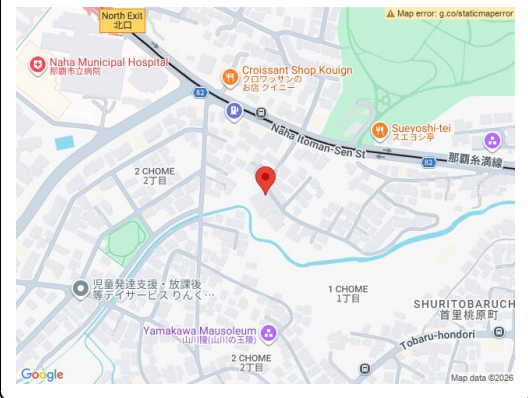 North Exit
北口
Map error: g.co/staticmaperror
Naha Municipal Hospital
那覇市立病院
Croissant Shop Kouign
クロワッサンの
お店 クイニー
82
Sueyoshi-tei
スエヨシ亭
Naha Itoman-Sen St
82
那覇糸満線
2 CHOME
2丁目
児童発達支援・放課後
等デイサービス りんく…
1 CHOME
1丁目
SHURITOBARUCH
首里桃原町
Yamakawa Mausoleum
山川陵(山川の玉陵)
Tobaru-hondori
2 CHOME
2丁目
Google
Map data ©2026